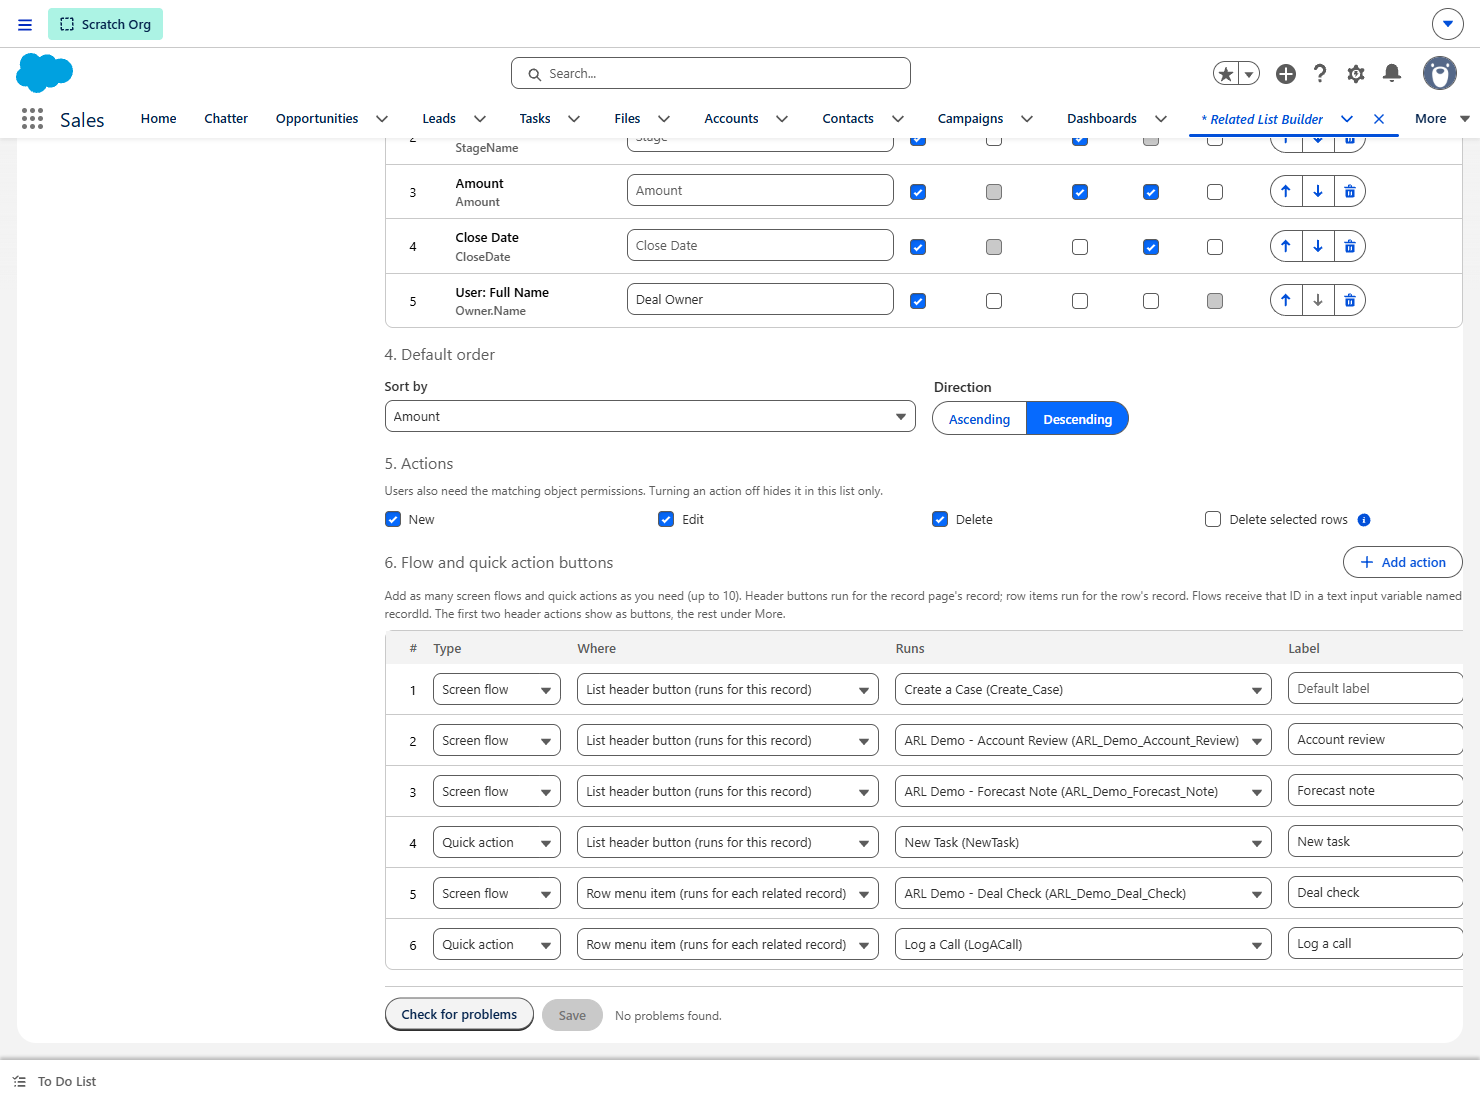 Scratch Org
Search...
Sales
Home
Chatter
Opportunities
Leads
Tasks
Files
Accounts
Contacts
Campaigns
Dashboards
* Related List Builder
More
2
StageName
Stage
3
Amount
Amount
Amount
4
Close Date
CloseDate
Close Date
5
User: Full Name
Owner.Name
Deal Owner
4. Default order
Sort by
Direction
Amount
Ascending
Descending
5. Actions
Users also need the matching object permissions. Turning an action off hides it in this list only.
New
Edit
Delete
Delete selected rows
6. Flow and quick action buttons
Add action
Add as many screen flows and quick actions as you need (up to 10). Header buttons run for the record page's record; row items run for the row's record. Flows receive that ID in a text input variable named
recordId. The first two header actions show as buttons, the rest under More.
# Type Where Runs Label
1 Screen flow List header button (runs for this record) Create a Case (Create_Case) Default label
2 Screen flow List header button (runs for this record) ARL Demo - Account Review (ARL_Demo_Account_Review) Account review
3 Screen flow List header button (runs for this record) ARL Demo - Forecast Note (ARL_Demo_Forecast_Note) Forecast note
4 Quick action List header button (runs for this record) New Task (NewTask) New task
5 Screen flow Row menu item (runs for each related record) ARL Demo - Deal Check (ARL_Demo_Deal_Check) Deal check
6 Quick action Row menu item (runs for each related record) Log a Call (LogACall) Log a call
Check for problems
Save
No problems found.
To Do List